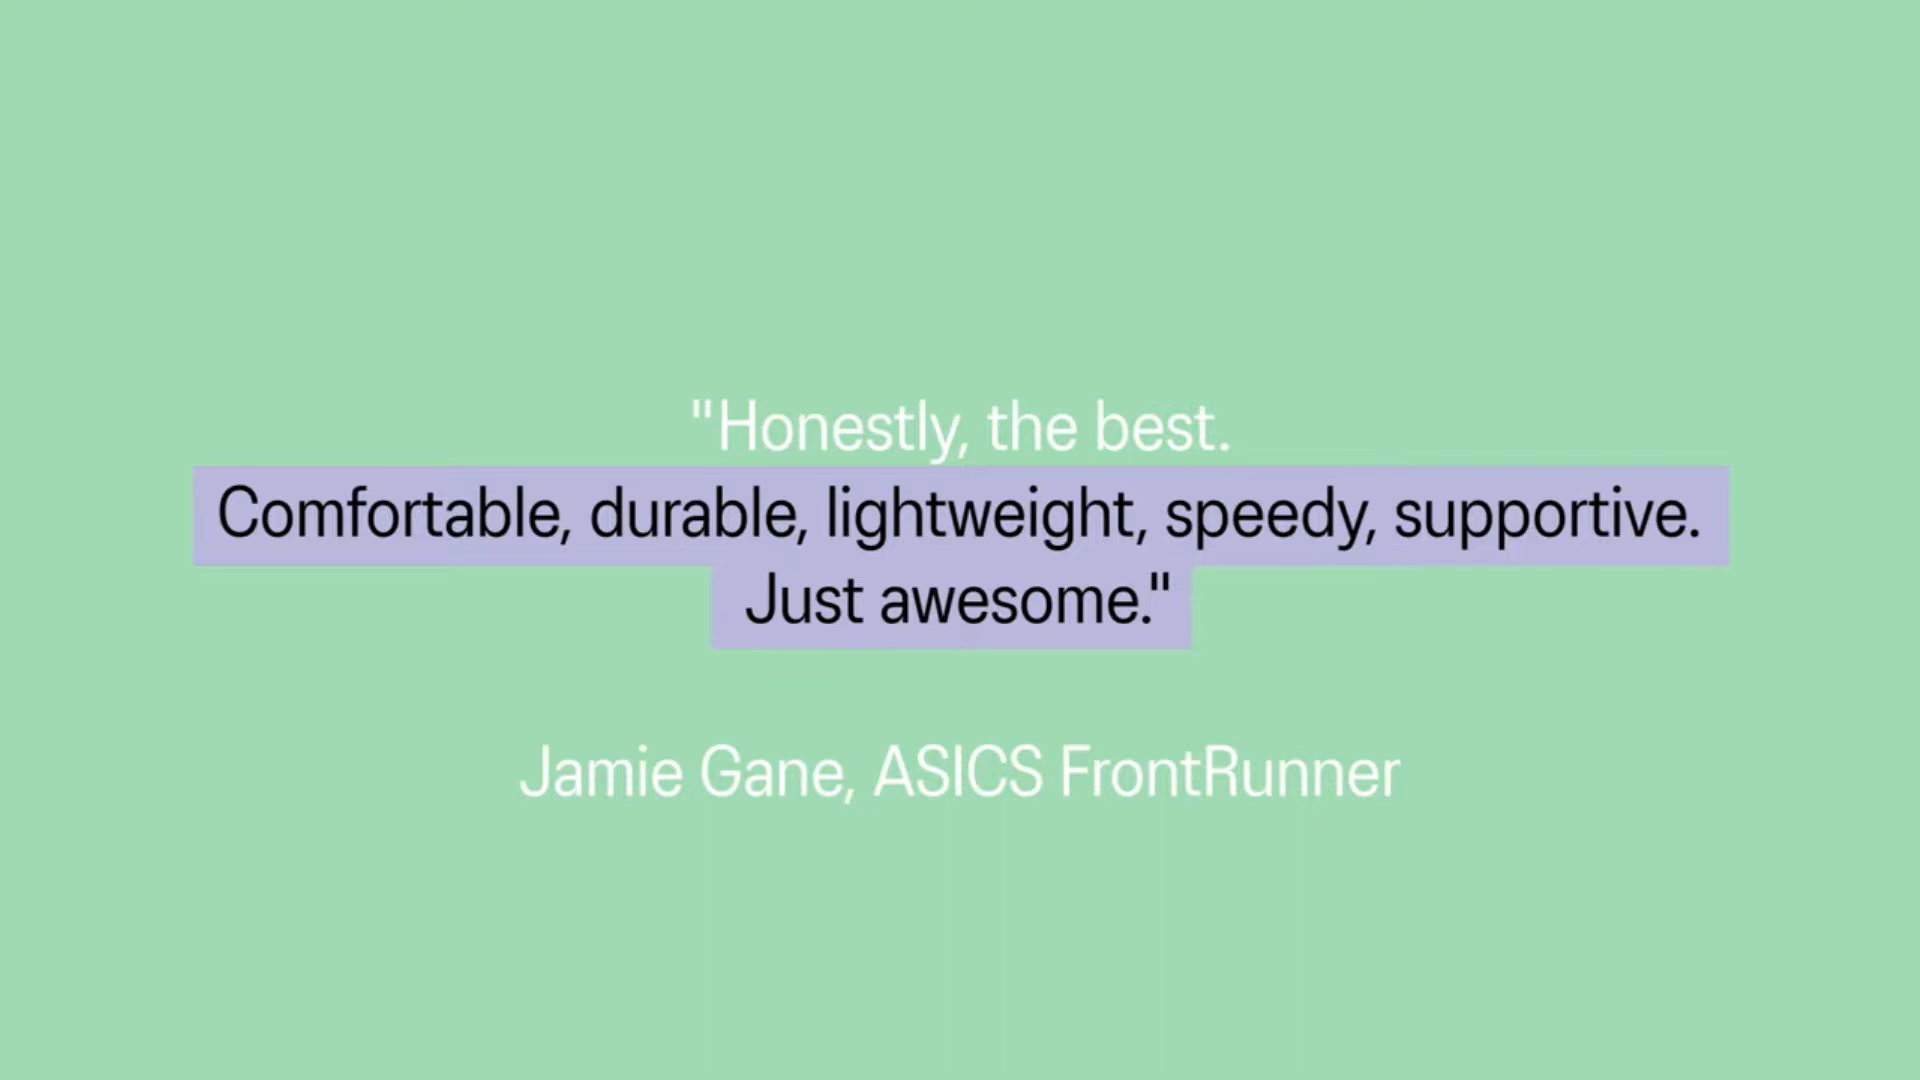 "Honestly, the best.
Comfortable, durable, lightweight, speedy, supportive.
Just awesome."
Jamie Gane, ASICS FrontRunner